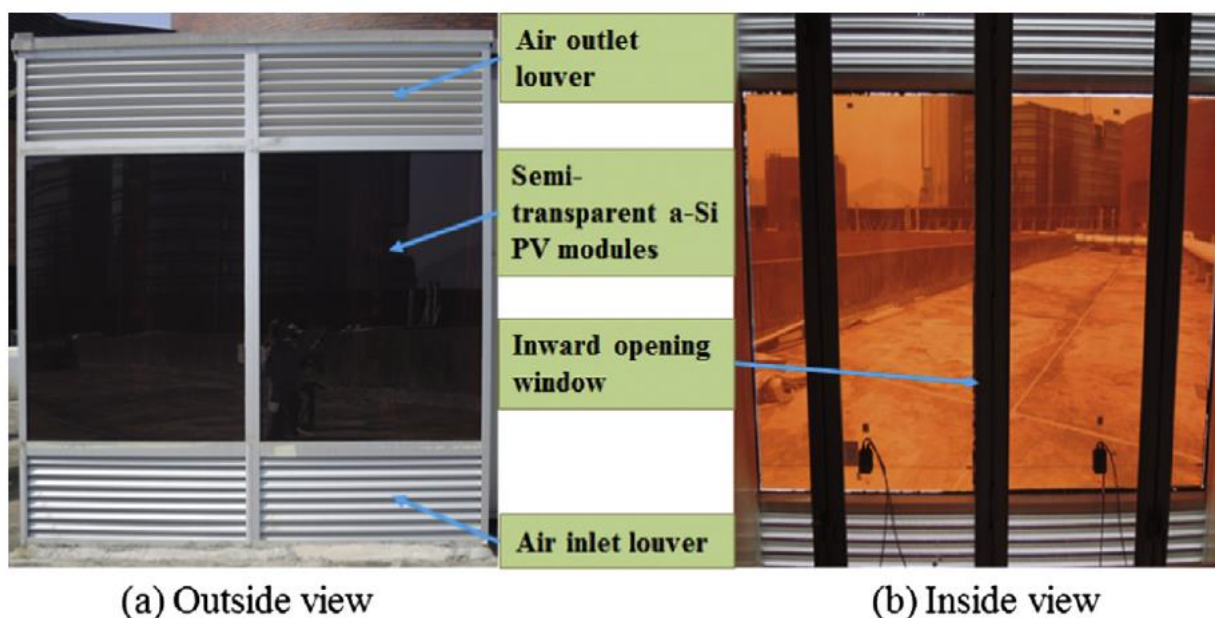 Air outlet
louver
Semi-
transparent a-Si
PV modules
Inward opening
window
Air inlet louver
(a) Outside view
(b) Inside view